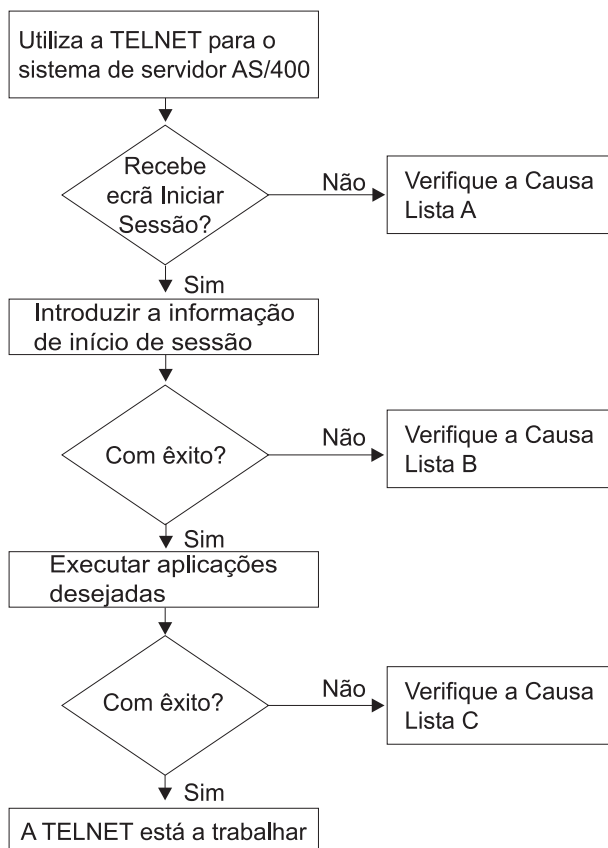 Utiliza a TELNET para o
sistema de servidor AS/400
Recebe
ecrã Iniciar
Sessão?
Não
Verifique a Causa
Lista A
Sim
Introduzir a informação
de início de sessão
Com êxito?
Não
Verifique a Causa
Lista B
Sim
Executar aplicações
desejadas
Com êxito?
Não
Verifique a Causa
Lista C
Sim
A TELNET está a trabalhar